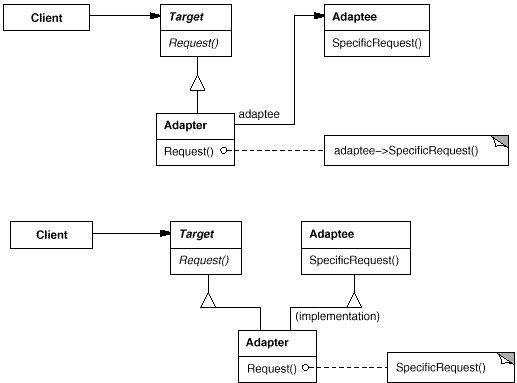 Client
Target
Request()
Adaptee
SpecificRequest()
adaptee
Adapter
Request()
adaptee->SpecificRequest()
Client
Target
Request()
Adaptee
SpecificRequest()
(implementation)
Adapter
Request()
SpecificRequest()